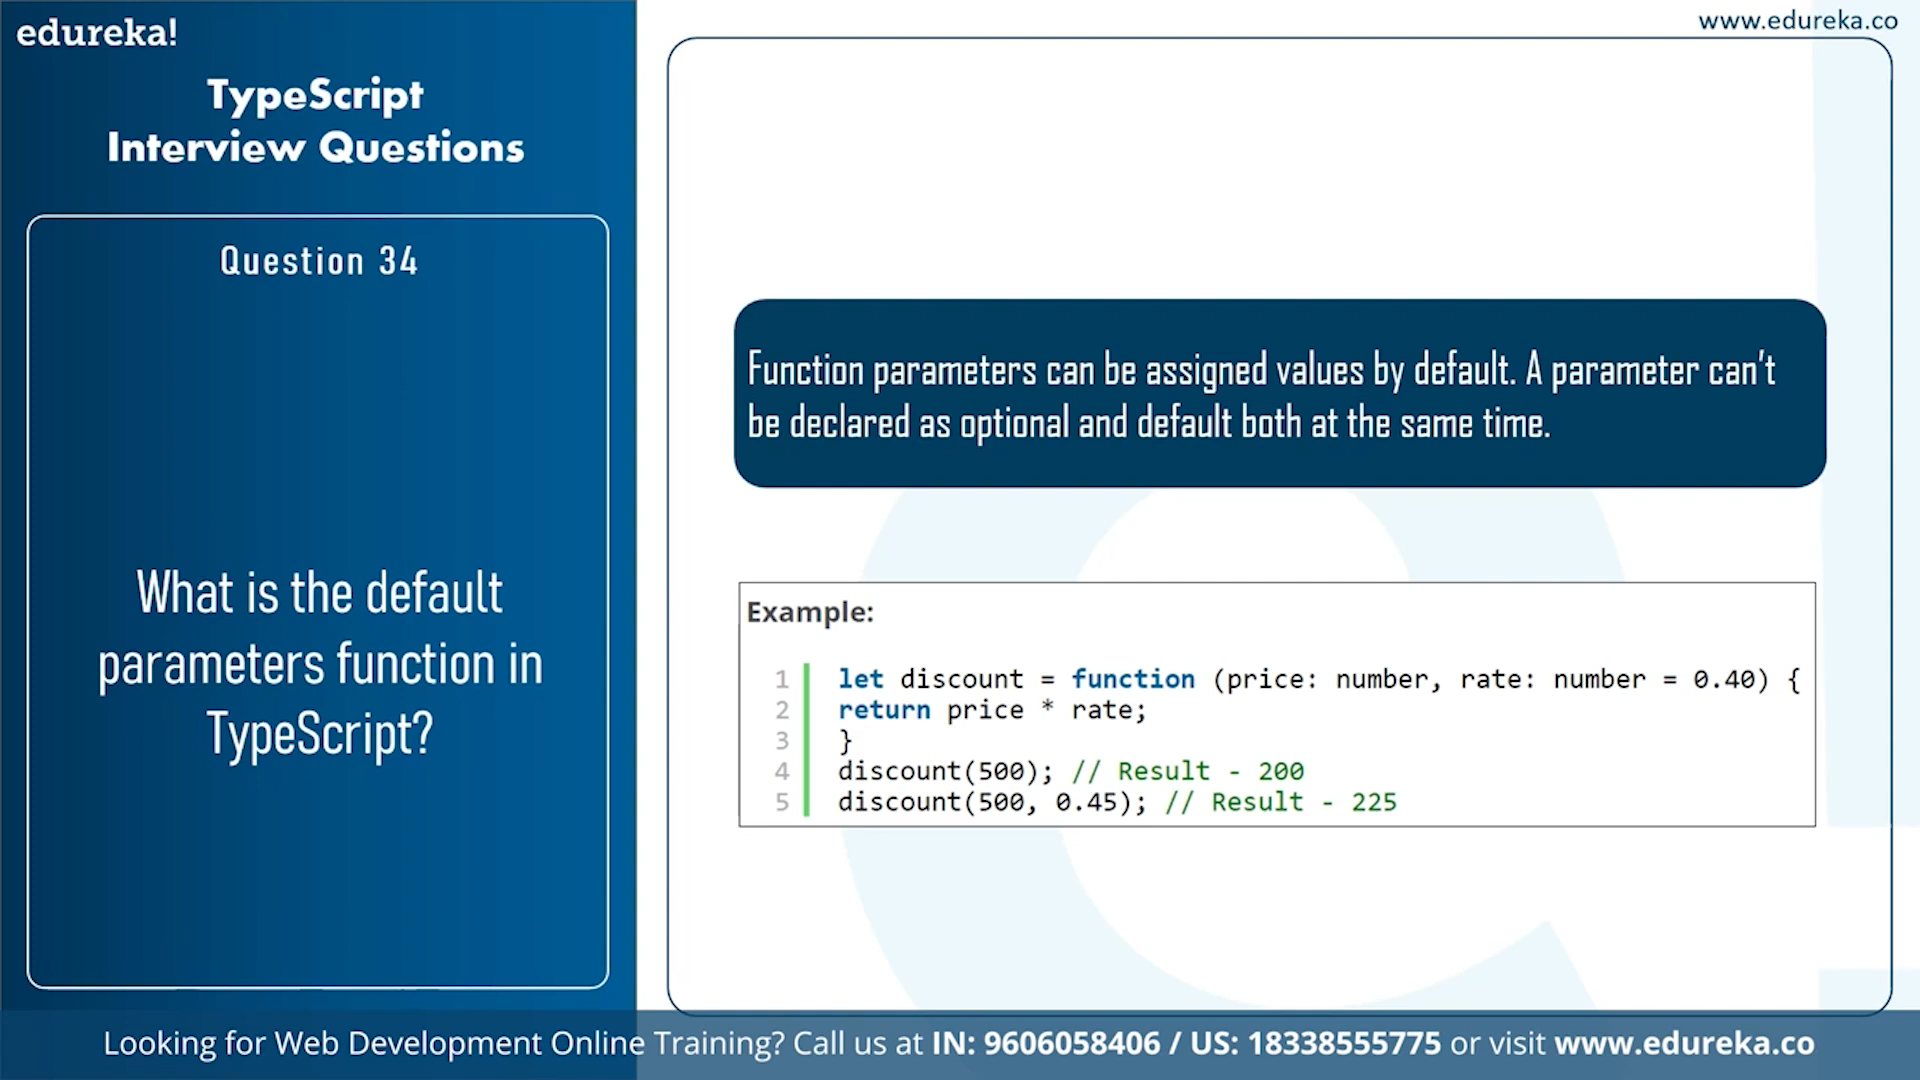 edureka!
www.edureka.co
TypeScript
Interview Questions
Question 34
What is the default
parameters function in
TypeScript?
Function parameters can be assigned values by default. A parameter can't
be declared as optional and default both at the same time.
Example:
1 let discount = function (price: number, rate: number = 0.40) {
2 return price * rate;
3 }
4 discount(500); // Result - 200
5 discount(500, 0.45); // Result - 225
Looking for Web Development Online Training? Call us at IN: 9606058406 / US: 18338555775 or visit www.edureka.co